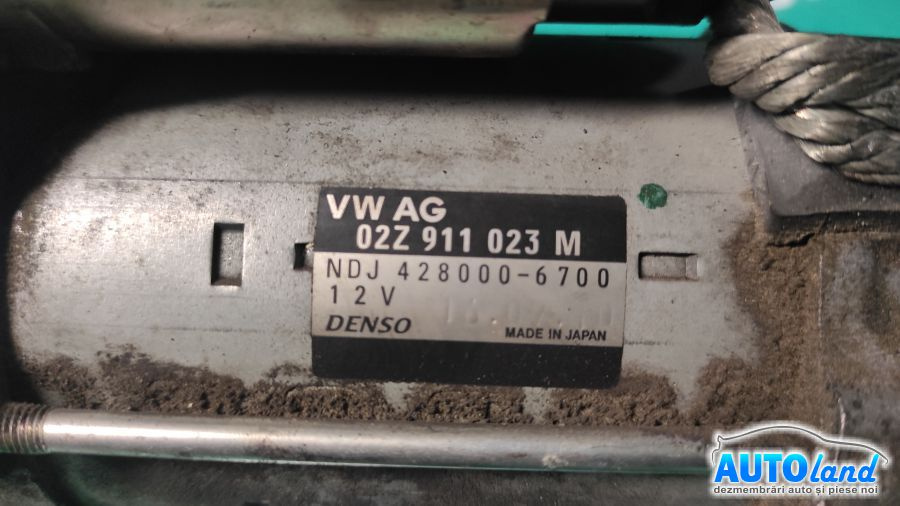 VW AG
02Z 911 023 M
NDJ 428000-6700
12V
DENSO MADE IN JAPAN
AUTOland
dezmembrări auto și piese noi